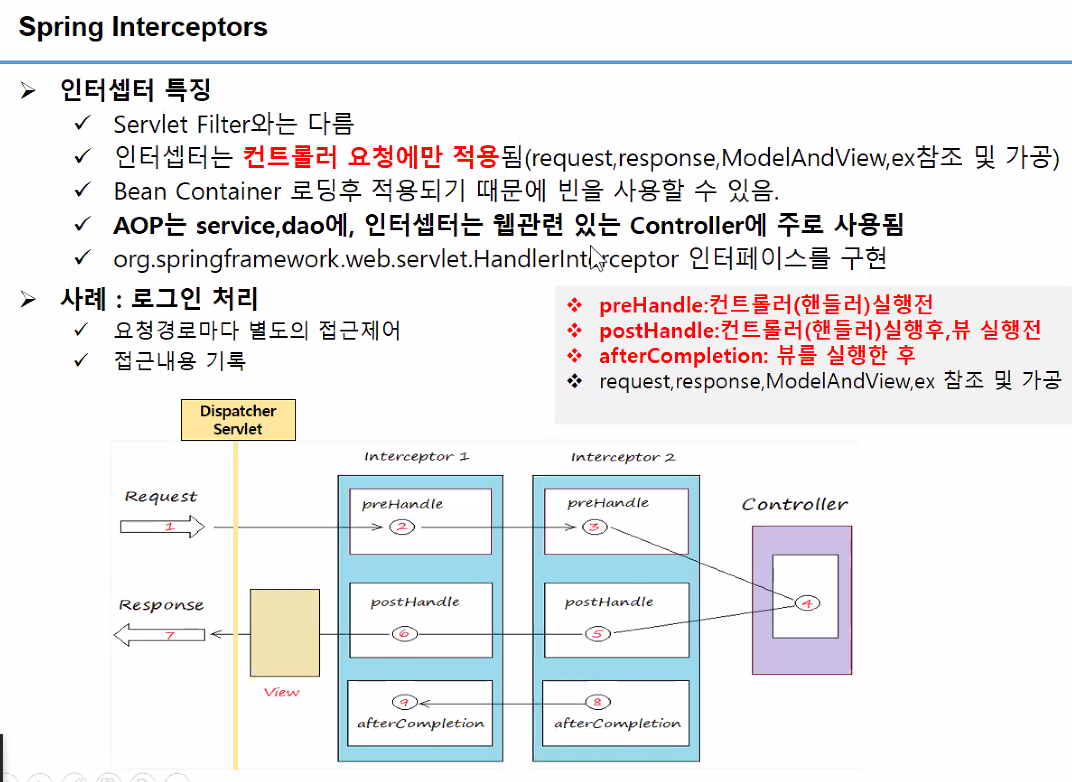 Spring Interceptors
인터셉터 특징
Servlet Filter와는 다름
인터셉터는 컨트롤러 요청에만 적용됨(request,response,ModelAndView,ex참조 및 가공)
Bean Container 로딩후 적용되기 때문에 빈을 사용할 수 있음.
AOP는 service,dao에, 인터셉터는 웹관련 있는 Controller에 주로 사용됨
org.springframework.web.servlet.HandlerInterceptor 인터페이스를 구현
사례 : 로그인 처리
요청경로마다 별도의 접근제어
접근내용 기록
preHandle:컨트롤러(핸들러)실행전
postHandle:컨트롤러(핸들러)실행후,뷰 실행전
afterCompletion: 뷰를 실행한 후
request,response,ModelAndView,ex 참조 및 가공
Dispatcher
Servlet
Interceptor 1
Interceptor 2
Request
1
preHandle
2
preHandle
3
Controller
4
Response
7
View
postHandle
6
postHandle
5
9
afterCompletion
8
afterCompletion